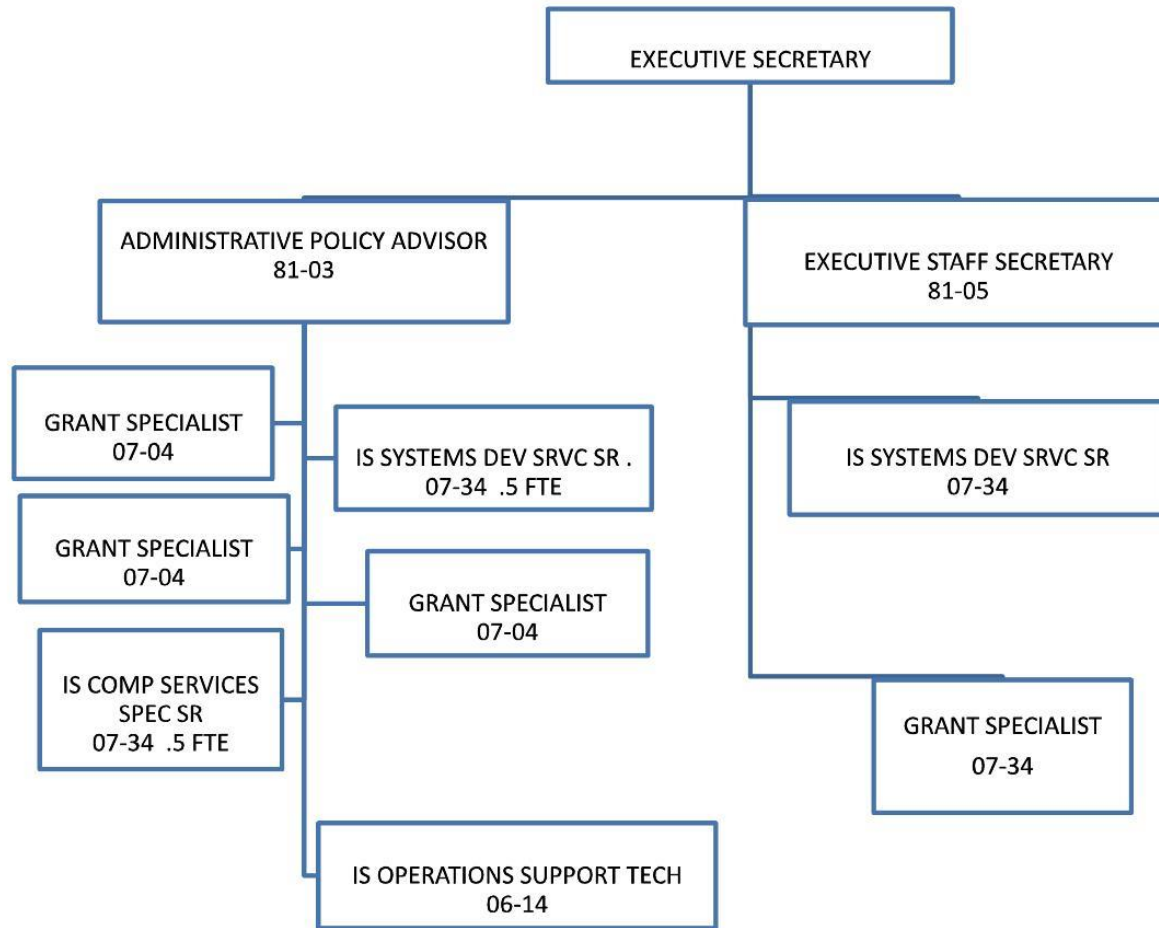 EXECUTIVE SECRETARY
ADMINISTRATIVE POLICY ADVISOR
81-03
EXECUTIVE STAFF SECRETARY
81-05
GRANT SPECIALIST
07-04
IS SYSTEMS DEV SRVC SR .
07-34 .5 FTE
IS SYSTEMS DEV SRVC SR
07-34
GRANT SPECIALIST
07-04
GRANT SPECIALIST
07-04
IS COMP SERVICES
SPEC SR
07-34 .5 FTE
GRANT SPECIALIST
07-34
IS OPERATIONS SUPPORT TECH
06-14